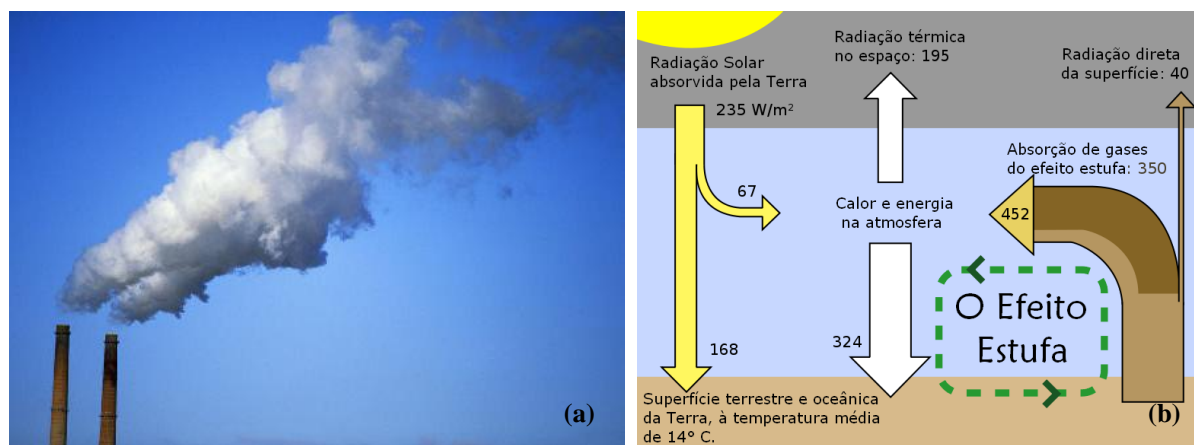 (a)
Radiação Solar
absorvida pela Terra
235 W/m²
67
168
Superfície terrestre e oceânica
da Terra, à temperatura média
de 14° C.
Radiação térmica
no espaço: 195
Calor e energia
na atmosfera
324
Radiação direta
da superfície: 40
Absorção de gases
do efeito estufa: 350
452
O Efeito
Estufa
(b)